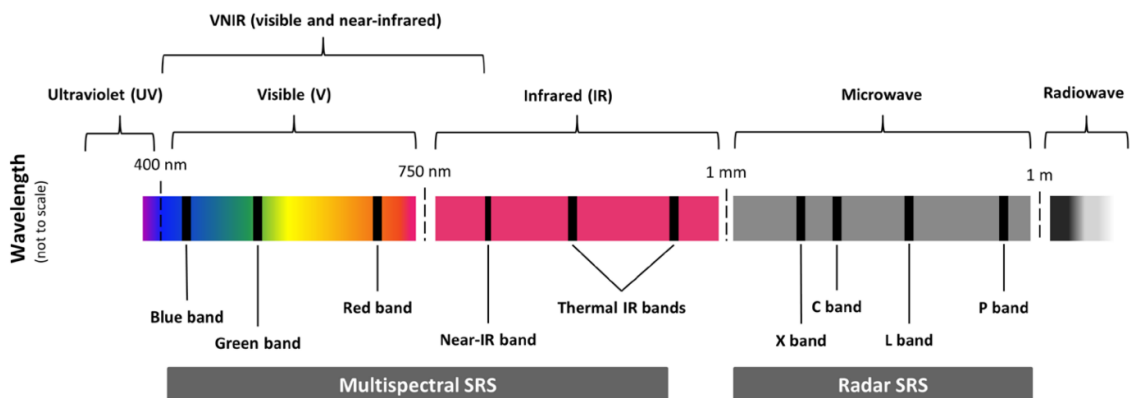 VNIR (visible and near-infrared)
Ultraviolet (UV)
Visible (V)
Infrared (IR)
Microwave
Radiowave
400 nm
750 nm
1 mm
1 m
Wavelength
(not to scale)
Blue band
Green band
Red band
Near-IR band
Thermal IR bands
X band
C band
L band
P band
Multispectral SRS
Radar SRS